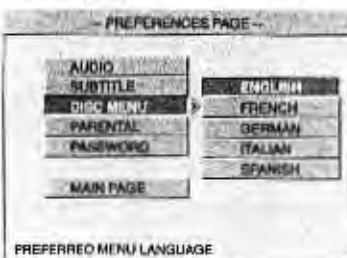 -- PREFERENCES PAGE --
AUDIO
SUBTITLE
DISC MENU
PARENTAL
PASSWORD
MAIN PAGE
ENGLISH
FRENCH
GERMAN
ITALIAN
SPANISH
PREFERRED MENU LANGUAGE